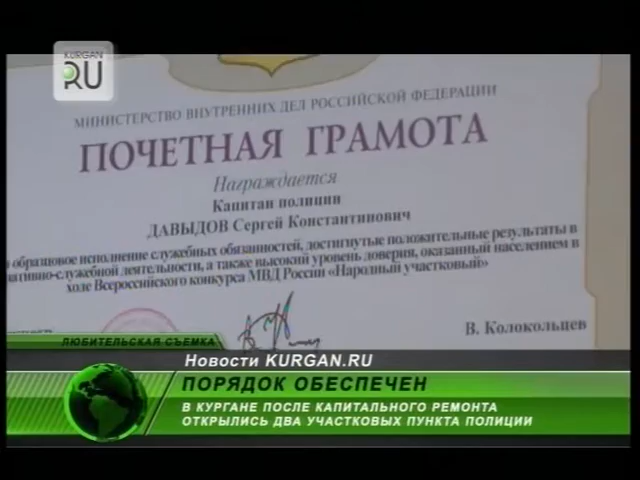 KURGAN
RU
МИНИСТЕРСТВО ВНУТРЕННИХ ДЕЛ РОССИЙСКОЙ ФЕДЕРАЦИИ
ПОЧЕТНАЯ ГРАМОТА
Награждается
Капитан полиции
ДАВЫДОВ Сергей Константинович
образцовое исполнение служебных обязанностей, достигнутые положительные результаты в
служебной деятельности, а также высокий уровень доверия, оказанный населением в
ходе Всероссийского конкурса МВД России «Народный участковый»
В. Колокольцев
ЛЮБИТЕЛЬСКАЯ СЪЕМКА
Новости KURGAN.RU
ПОРЯДОК ОБЕСПЕЧЕН
В КУРГАНЕ ПОСЛЕ КАПИТАЛЬНОГО РЕМОНТА
ОТКРЫЛИСЬ ДВА УЧАСТКОВЫХ ПУНКТА ПОЛИЦИИ